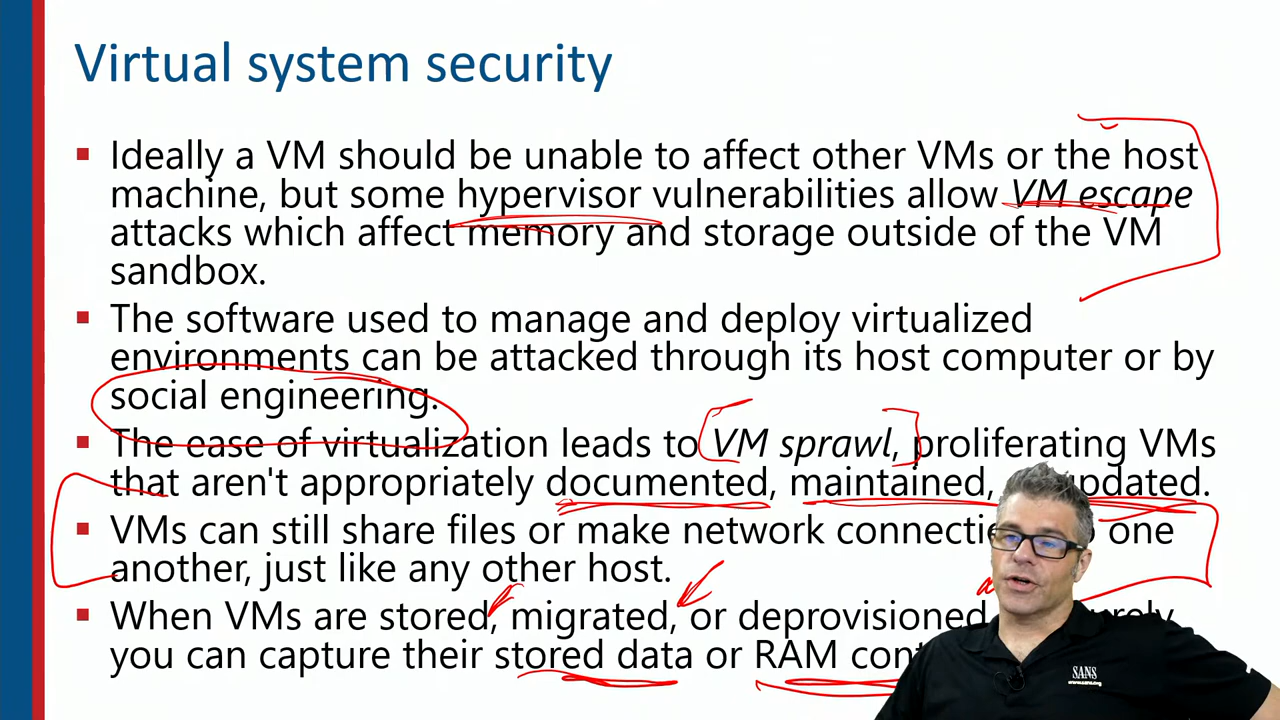 Virtual system security
Ideally a VM should be unable to affect other VMs or the host
machine, but some hypervisor vulnerabilities allow VM escape
attacks which affect memory and storage outside of the VM
sandbox.
The software used to manage and deploy virtualized
environments can be attacked through its host computer or by
social engineering.
The ease of virtualization leads to VM sprawl, proliferating VMs
that aren't appropriately documented, maintained, updated.
VMs can still share files or make network one
another, just like any other host.
When VMs are stored, migrated, or deprovisioned
you can capture their stored data or RAM
SANS
www.sans.org